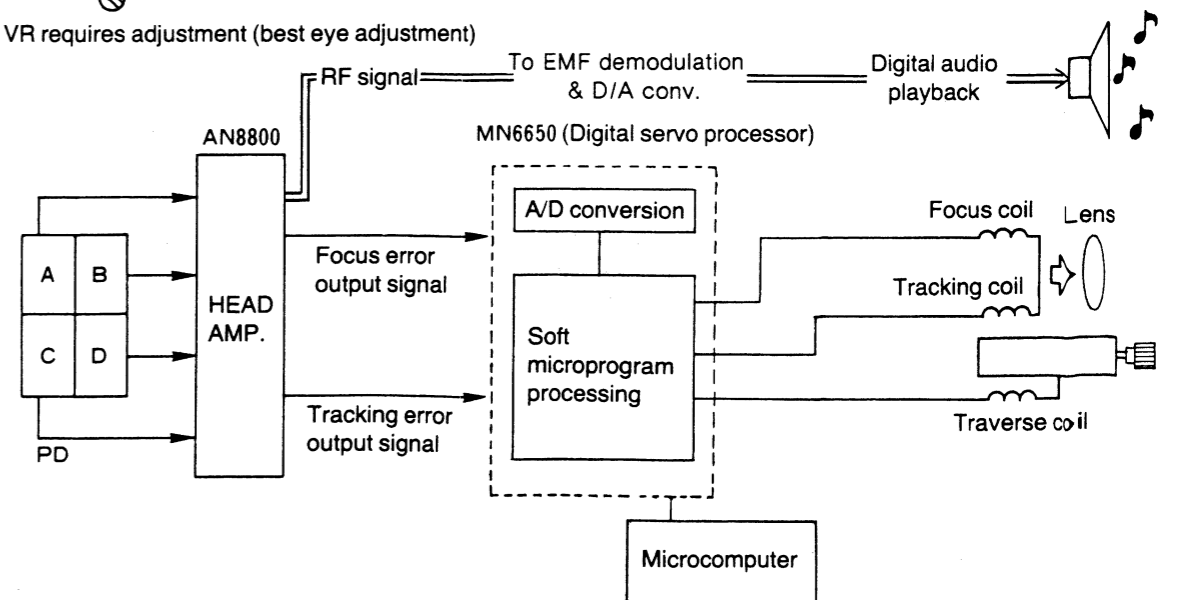 VR requires adjustment (best eye adjustment)
RF signal
To EMF demodulation
& D/A conv.
Digital audio
playback
AN8800
MN6650 (Digital servo processor)
A/D conversion
Focus coil
Lens
A
B
Focus error
output signal
HEAD
AMP.
Tracking coil
C
D
Soft
microprogram
processing
Tracking error
output signal
Traverse coil
PD
Microcomputer